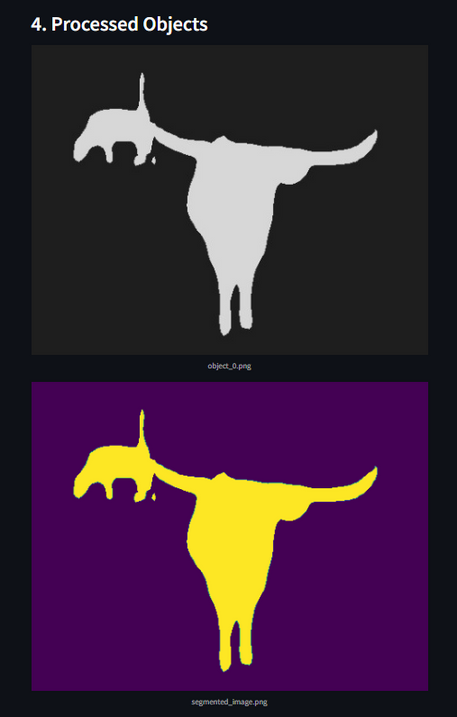 4. Processed Objects
object_0.png
segmented_image.png